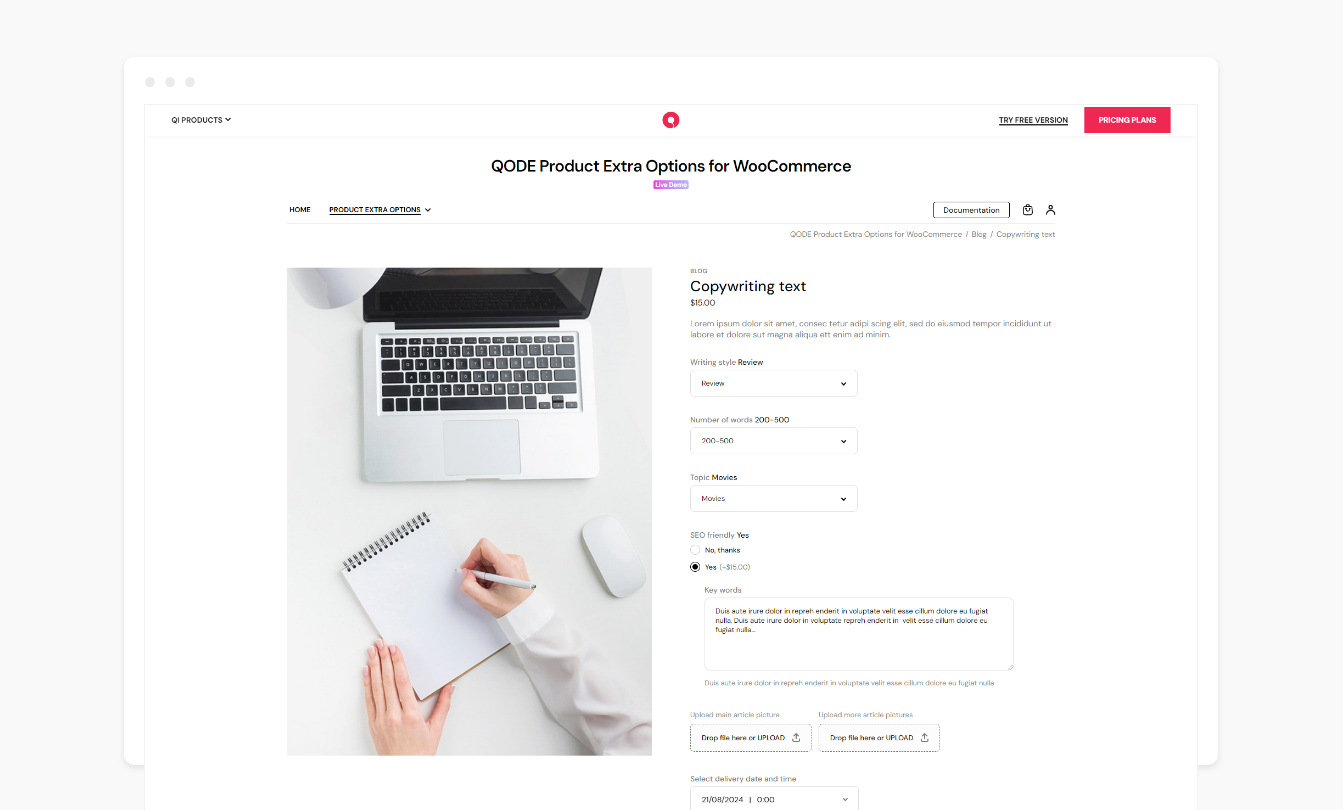 QI PRODUCTS
TRY FREE VERSION
PRICING PLANS
QODE Product Extra Options for WooCommerce
Live Demo
HOME
PRODUCT EXTRA OPTIONS
Documentation
QODE Product Extra Options for WooCommerce / Blog / Copywriting text
BLOG
Copywriting text
$15.00
Lorem ipsum dolor sit amet, consec tetur adipi scing elit, sed do eiusmod tempor incididunt ut
labore et dolore sut magna aliqua ett enim ad minim.
Writing style Review
Review
Number of words 200-500
200-500
Topic Movies
Movies
SEO friendly Yes
No, thanks
Yes (+$15.00)
Key words
Duis aute irure dolor in repreh enderit in voluptate velit esse cillum dolore eu fugiat
nulla. Duis aute irure dolor in voluptate repreh enderit in velit esse cillum dolore eu
fugiat nulla...
Duis aute irure dolor in repreh enderit in voluptate velit esse cillum dolore eu fugiat nulla
Upload main article picture
Upload more article pictures
Drop file here or UPLOAD
Drop file here or UPLOAD
Select delivery date and time
21/08/2024 | 0:00